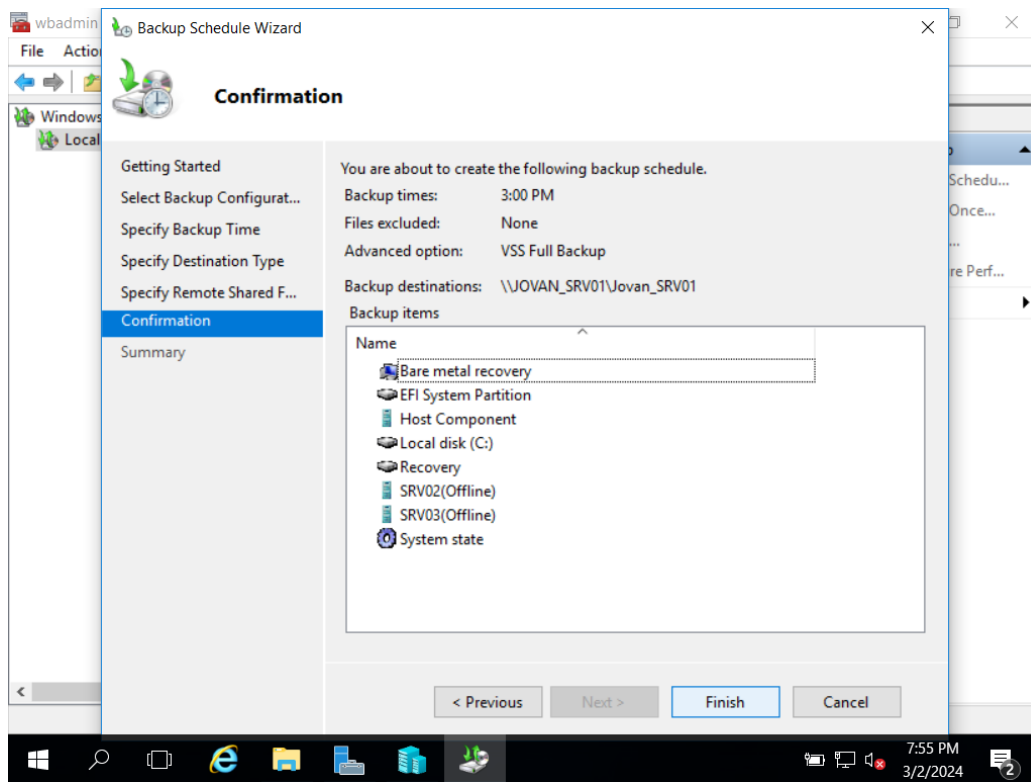 wbadmin
Backup Schedule Wizard
File Actio
Confirmation
Windows
Local
Getting Started
Select Backup Configurat...
Specify Backup Time
Specify Destination Type
Specify Remote Shared F...
Confirmation
Summary
You are about to create the following backup schedule.
Backup times: 3:00 PM
Files excluded: None
Advanced option: VSS Full Backup
Backup destinations: \\JOVAN_SRV01\Jovan_SRV01
Backup items
Name
Bare metal recovery
EFI System Partition
Host Component
Local disk (C:)
Recovery
SRV02(Offline)
SRV03(Offline)
System state
Schedu...
Once...
...
re Perf...
< Previous Next > Finish Cancel
7:55 PM
3/2/2024
2